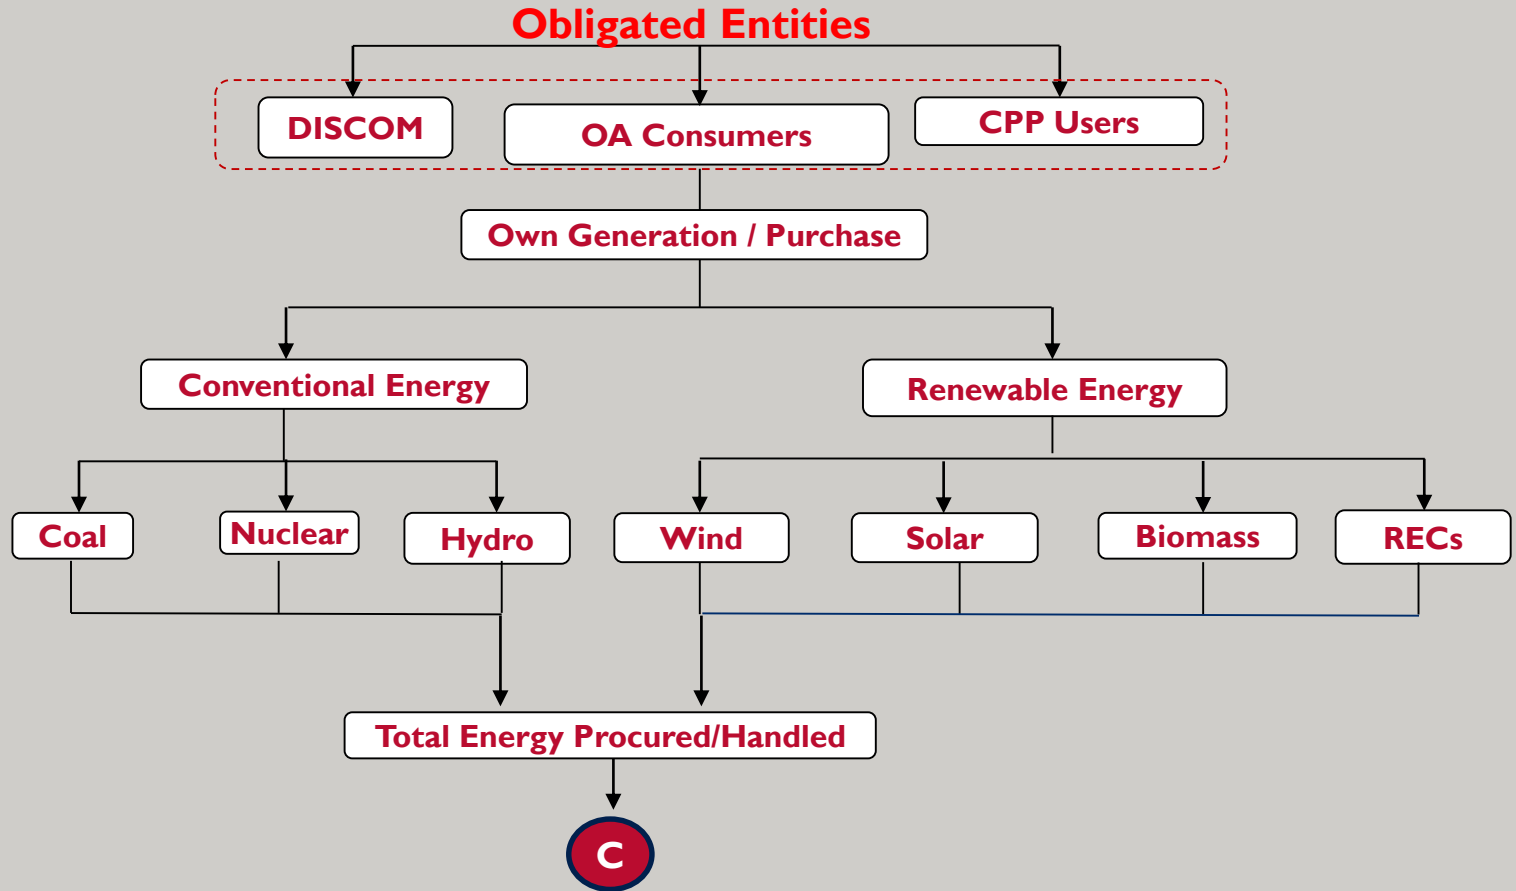 Obligated Entities
DISCOM
OA Consumers
CPP Users
Own Generation / Purchase
Conventional Energy
Renewable Energy
Coal
Nuclear
Hydro
Wind
Solar
Biomass
RECs
Total Energy Procured/Handled
C